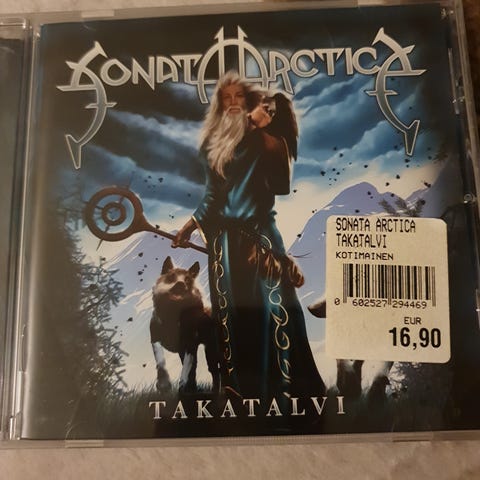 SONATA ARCTICA
SONATA ARCTICA
TAKATALVI
KOTIMAINEN
0 602527 294469
EUR
16,90
TAKATALVI